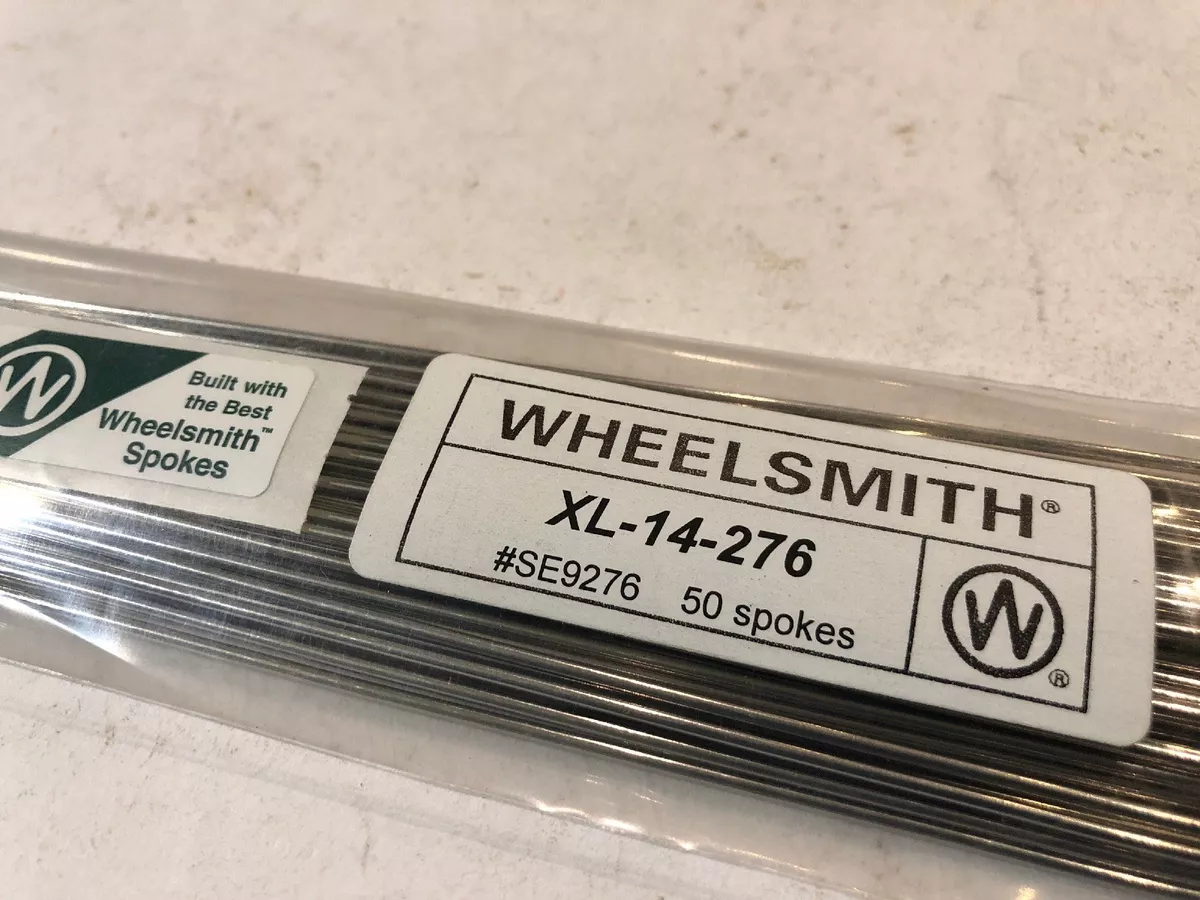 W
Built with
the Best
Wheelsmith™
Spokes
WHEELSMITH®
XL-14-276
#SE9276 50 spokes
W®